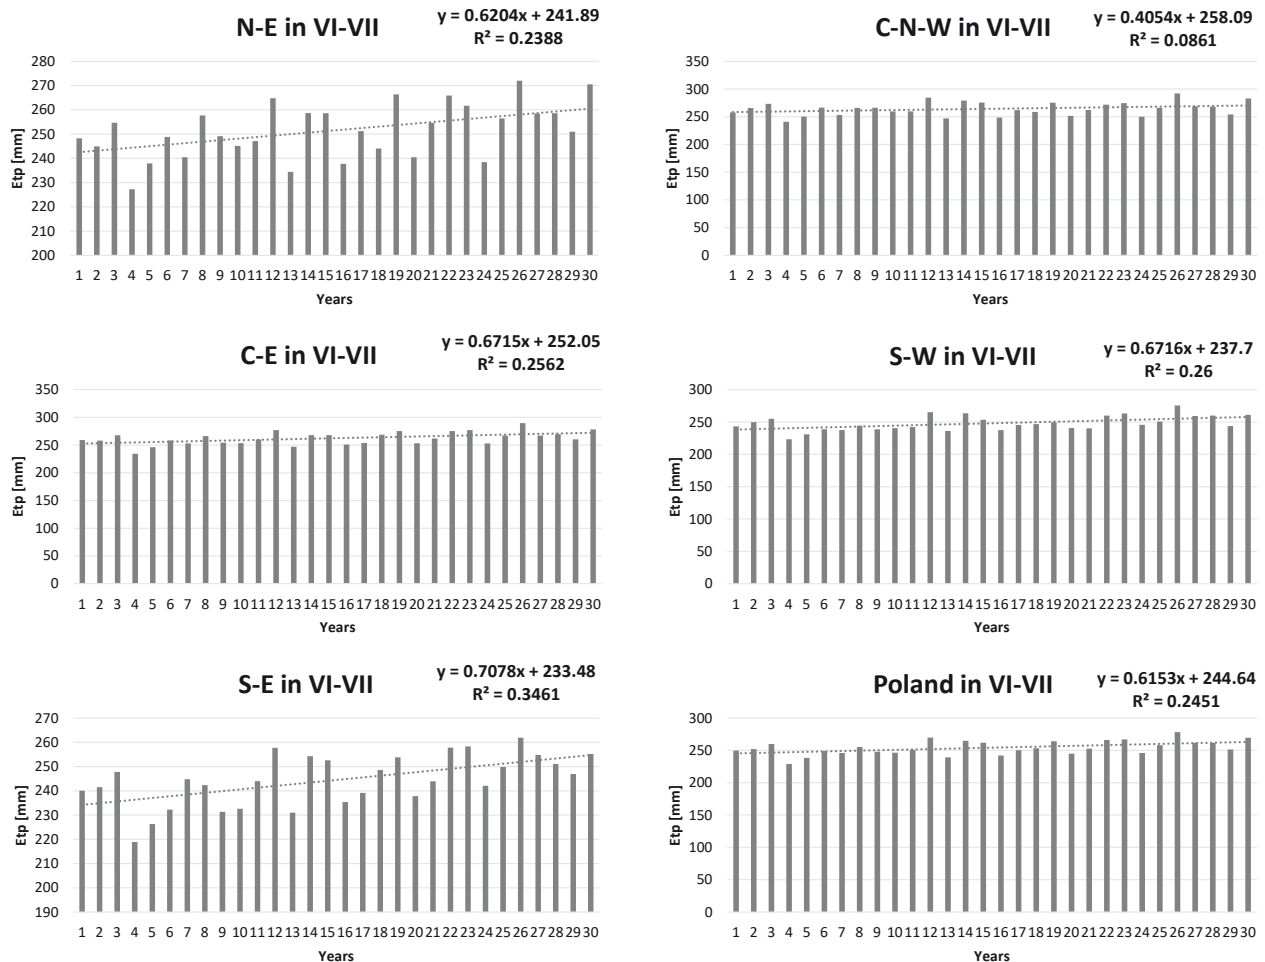 N-E in VI-VII
y = 0.6204x + 241.89
R² = 0.2388
Etp [mm]
280
270
260
250
240
230
220
210
200
1 2 3 4 5 6 7 8 9 10 11 12 13 14 15 16 17 18 19 20 21 22 23 24 25 26 27 28 29 30
Years
C-N-W in VI-VII
y = 0.4054x + 258.09
R² = 0.0861
Etp [mm]
350
300
250
200
150
100
50
0
1 2 3 4 5 6 7 8 9 10 11 12 13 14 15 16 17 18 19 20 21 22 23 24 25 26 27 28 29 30
Years
C-E in VI-VII
y = 0.6715x + 252.05
R² = 0.2562
Etp [mm]
350
300
250
200
150
100
50
0
1 2 3 4 5 6 7 8 9 10 11 12 13 14 15 16 17 18 19 20 21 22 23 24 25 26 27 28 29 30
Years
S-W in VI-VII
y = 0.6716x + 237.7
R² = 0.26
Etp [mm]
300
250
200
150
100
50
0
1 2 3 4 5 6 7 8 9 10 11 12 13 14 15 16 17 18 19 20 21 22 23 24 25 26 27 28 29 30
Years
S-E in VI-VII
y = 0.7078x + 233.48
R² = 0.3461
Etp [mm]
270
260
250
240
230
220
210
200
190
1 2 3 4 5 6 7 8 9 10 11 12 13 14 15 16 17 18 19 20 21 22 23 24 25 26 27 28 29 30
Years
Poland in VI-VII
y = 0.6153x + 244.64
R² = 0.2451
Etp [mm]
300
250
200
150
100
50
0
1 2 3 4 5 6 7 8 9 10 11 12 13 14 15 16 17 18 19 20 21 22 23 24 25 26 27 28 29 30
Years